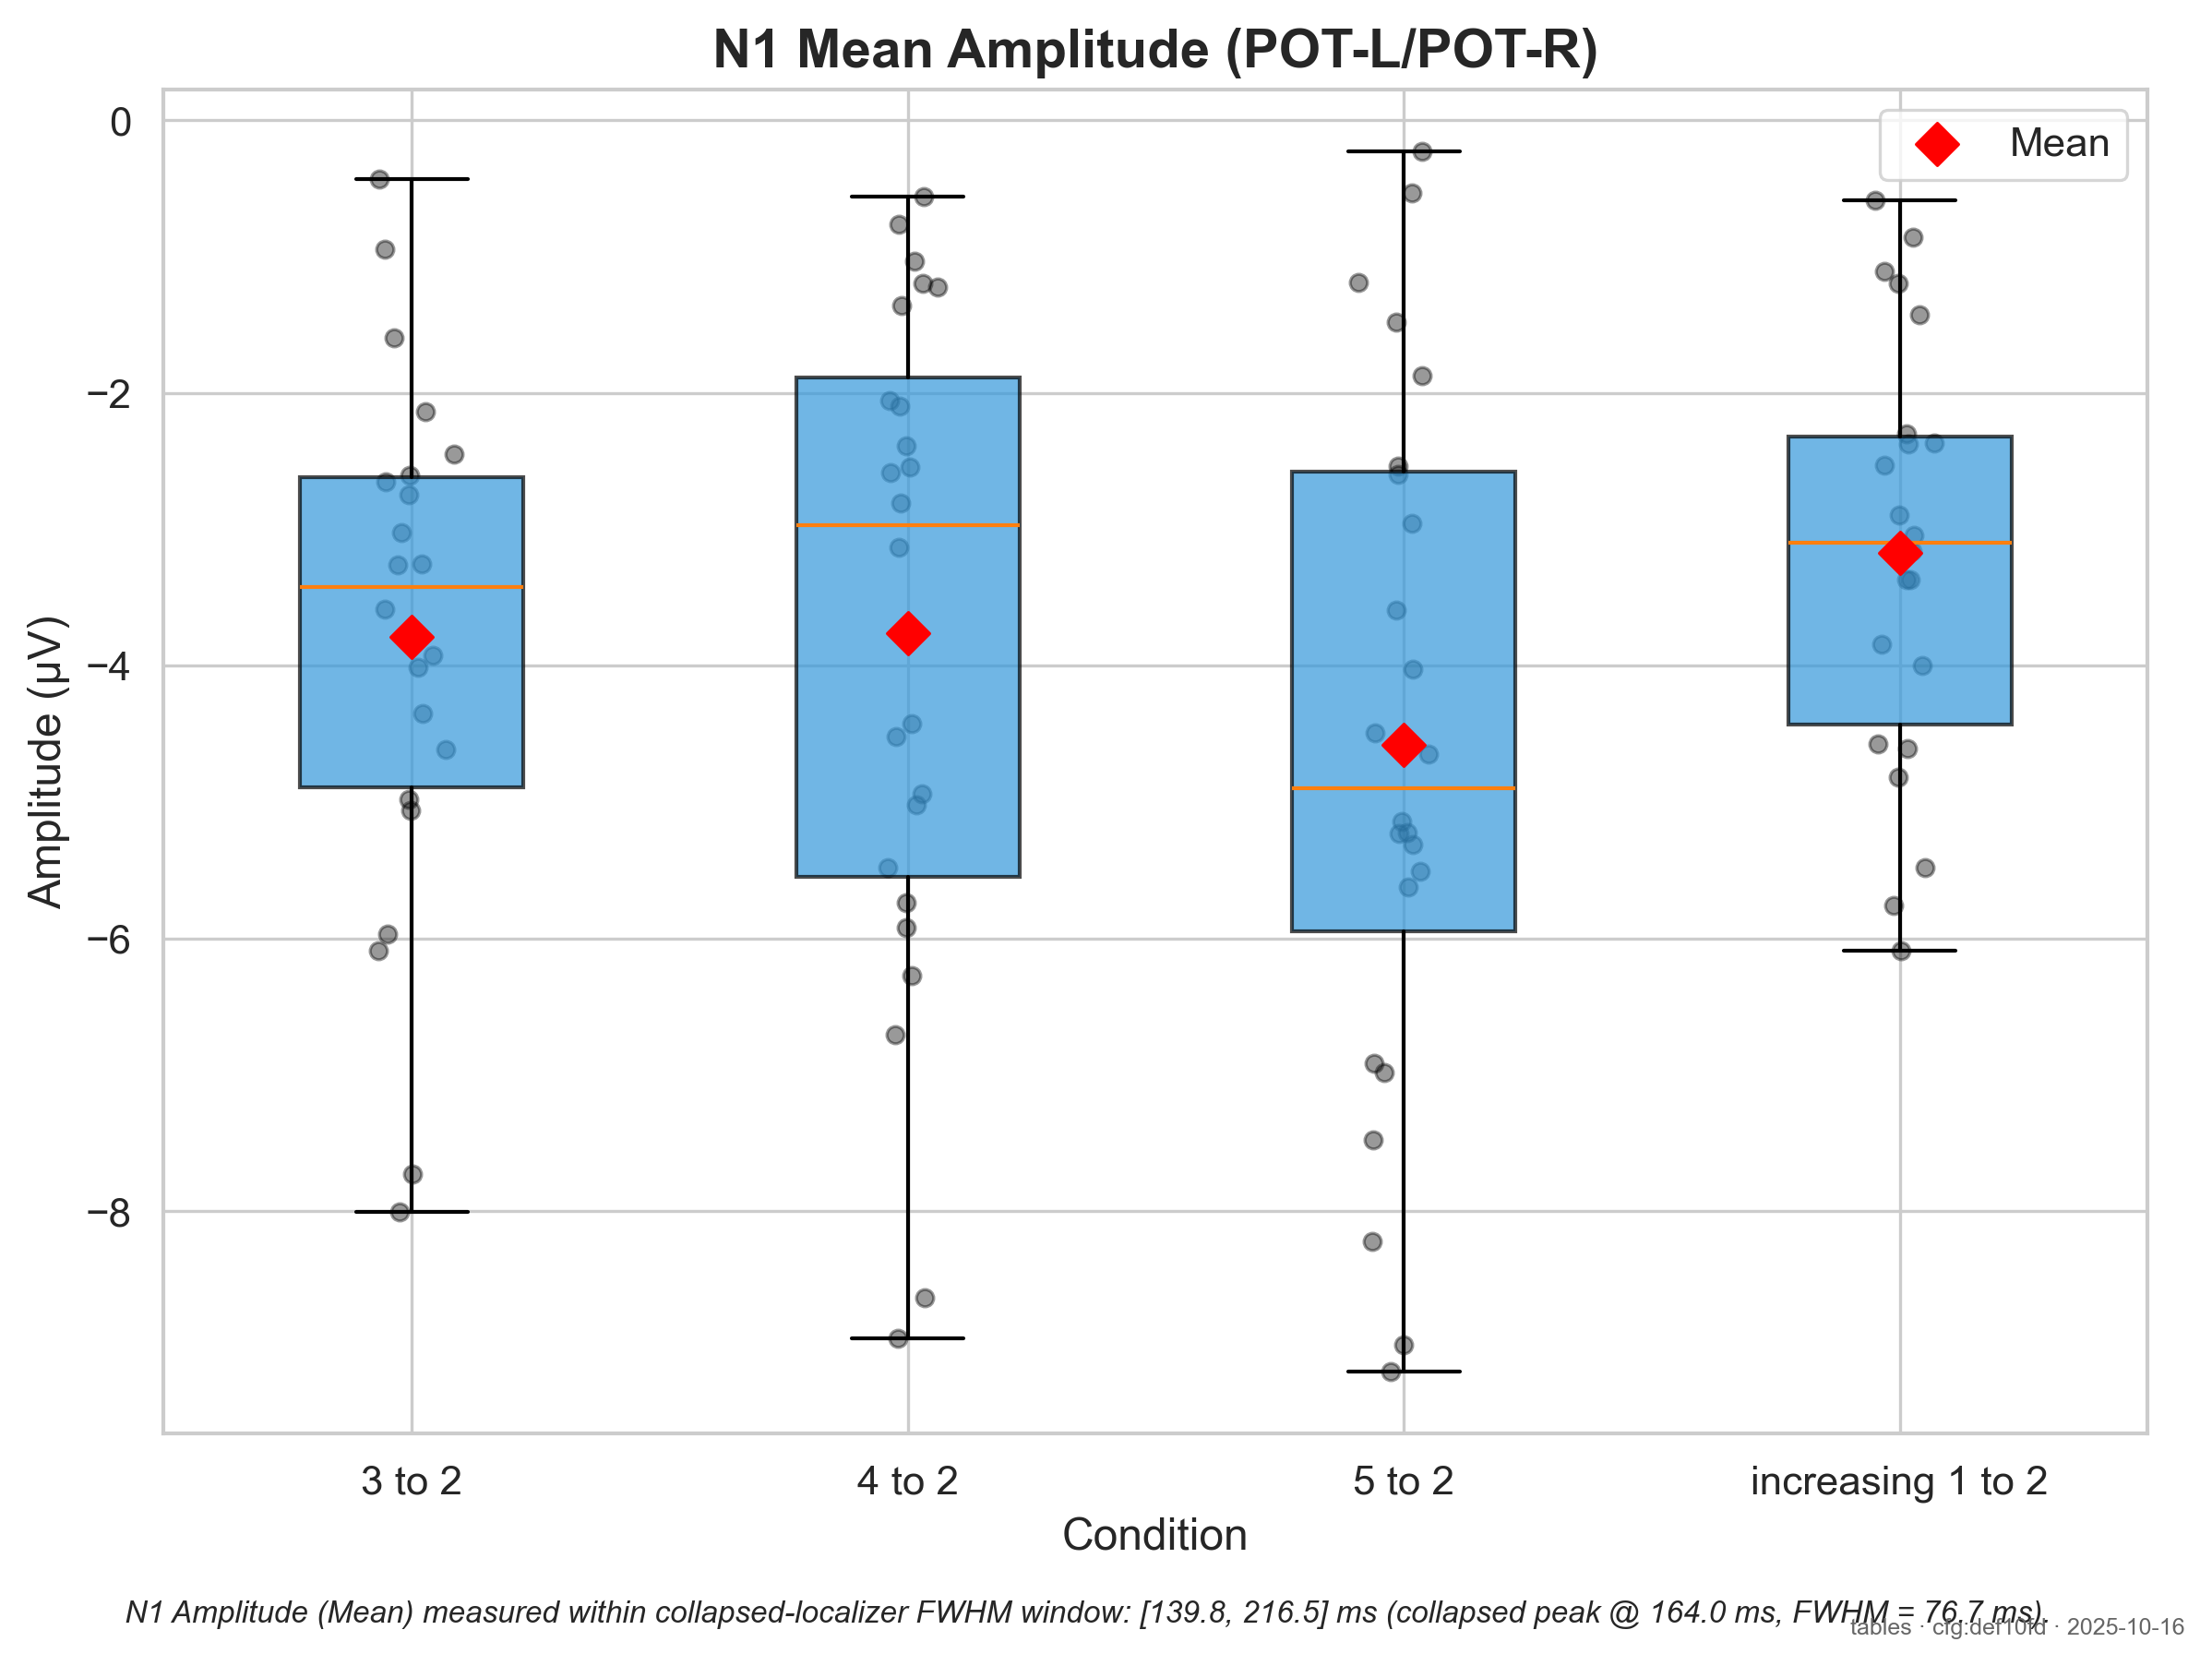 N1 Mean Amplitude (POT-L/POT-R)
Mean
0
−2
−4
−6
−8
Amplitude (μV)
3 to 2
4 to 2
5 to 2
increasing 1 to 2
Condition
N1 Amplitude (Mean) measured within collapsed-localizer FWHM window: [139.8, 216.5] ms (collapsed peak @ 164.0 ms, FWHM = 76.7 ms).
tables · cfg:def10fd · 2025-10-16